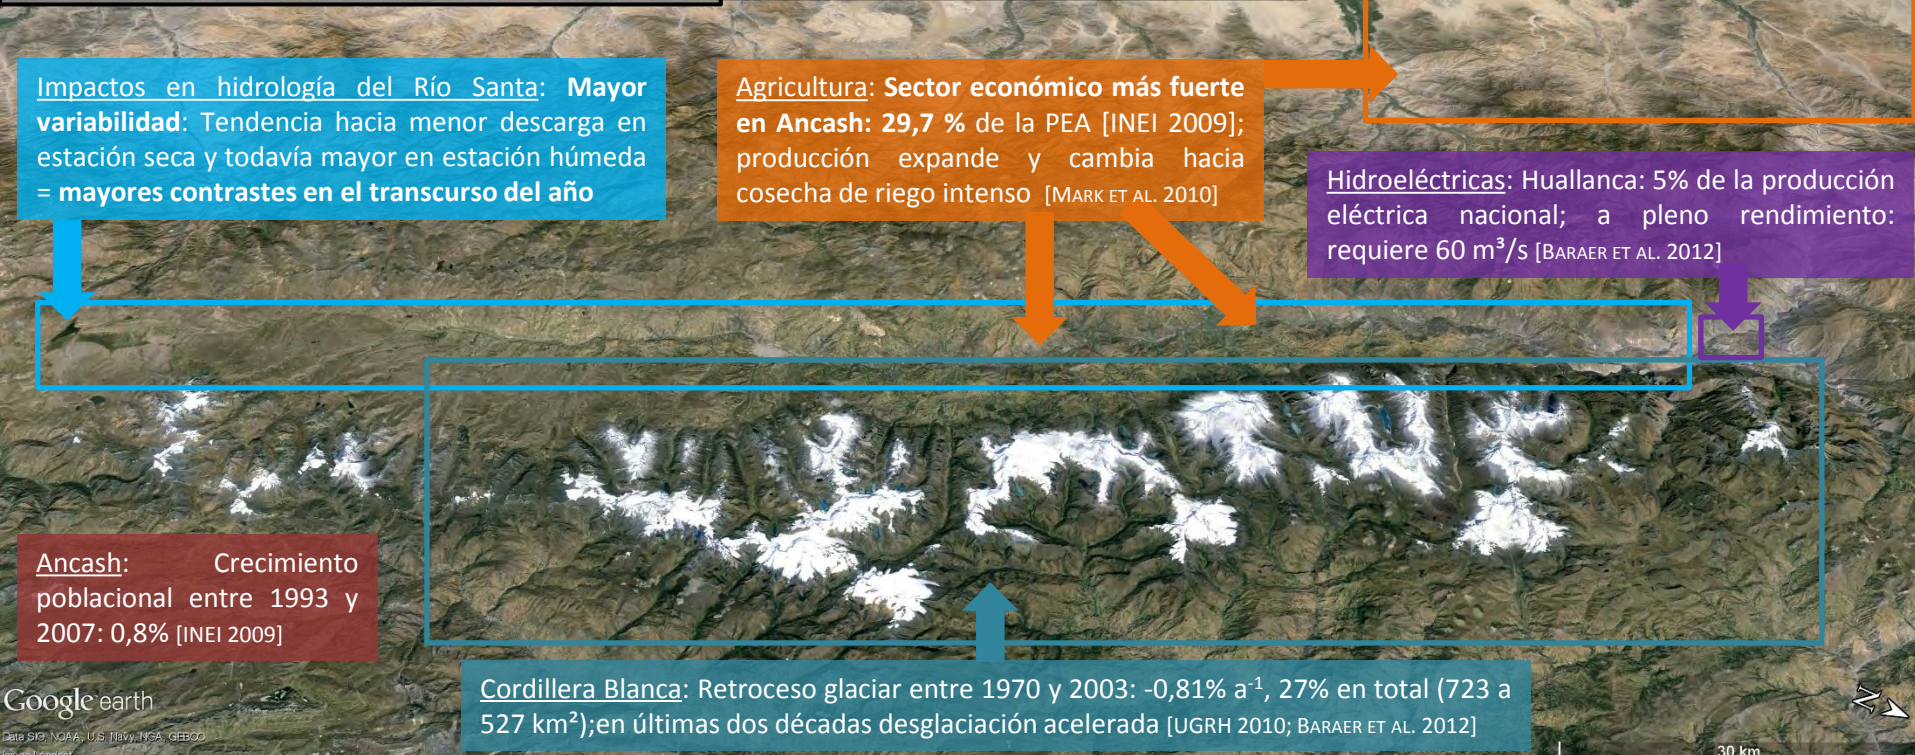 Impactos en hidrología del Río Santa: Mayor
variabilidad: Tendencia hacia menor descarga en
estación seca y todavía mayor en estación húmeda
= mayores contrastes en el transcurso del año
Agricultura: Sector económico más fuerte
en Ancash: 29,7 % de la PEA [INEI 2009];
producción expande y cambia hacia
cosecha de riego intenso [MARK ET AL. 2010]
Hidroeléctricas: Huallanca: 5% de la producción
eléctrica nacional; a pleno rendimiento:
requiere 60 m³/s [BARAER ET AL. 2012]
Ancash: Crecimiento
poblacional entre 1993 y
2007: 0,8% [INEI 2009]
Cordillera Blanca: Retroceso glaciar entre 1970 y 2003: -0,81% a⁻¹, 27% en total (723 a
527 km²);en últimas dos décadas desglaciación acelerada [UGRH 2010; BARAER ET AL. 2012]
Google earth
Data SIO, NOAA, U.S. Navy, NGA, GEBCO
Image Landsat
N
30 km